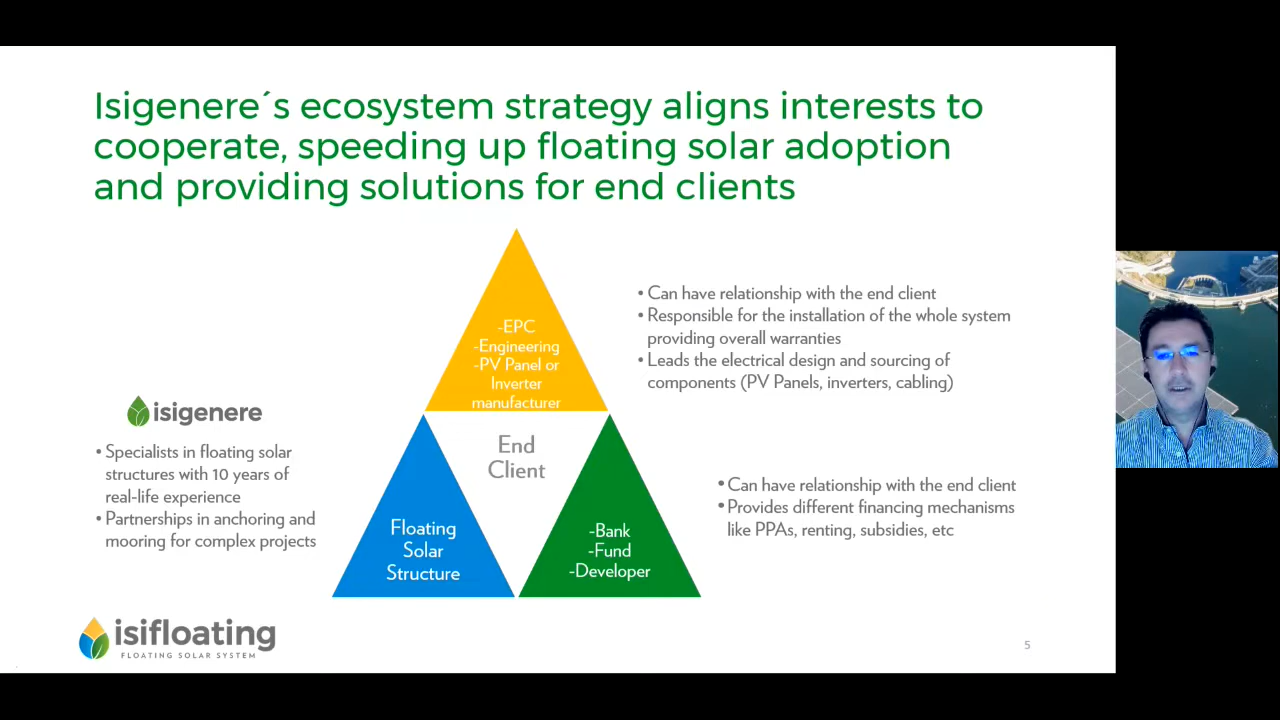 Isigenere´s ecosystem strategy aligns interests to
cooperate, speeding up floating solar adoption
and providing solutions for end clients
-EPC
-Engineering
-PV Panel or
Inverter
manufacturer
• Can have relationship with the end client
• Responsible for the installation of the whole system
providing overall warranties
• Leads the electrical design and sourcing of
components (PV Panels, inverters, cabling)
isigenere
• Specialists in floating solar
structures with 10 years of
real-life experience
• Partnerships in anchoring and
mooring for complex projects
End
Client
Floating
Solar
Structure
-Bank
-Fund
-Developer
• Can have relationship with the end client
• Provides different financing mechanisms
like PPAs, renting, subsidies, etc
isifloating
FLOATING SOLAR SYSTEM
5